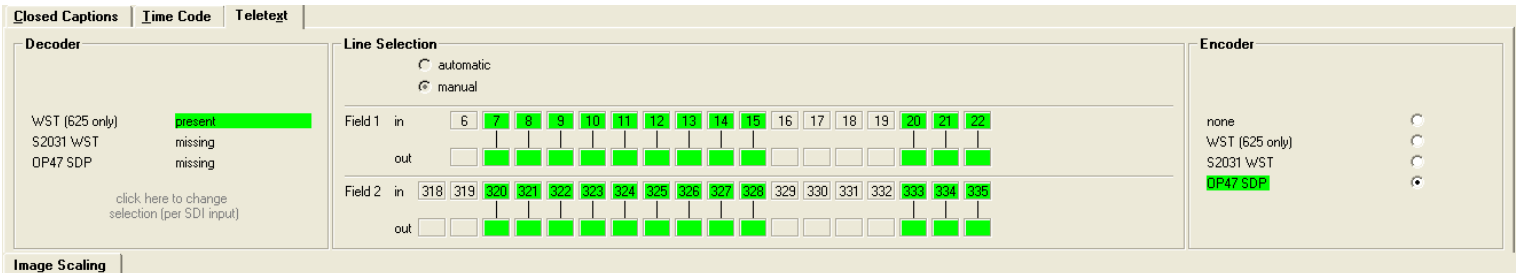 Closed Captions Time Code Teletext
Decoder
WST (625 only) present
S2031 WST missing
OP47 SDP missing
click here to change
selection (per SDI input)
Line Selection
automatic
manual
Field 1 in 6 7 8 9 10 11 12 13 14 15 16 17 18 19 20 21 22
out
Field 2 in 318 319 320 321 322 323 324 325 326 327 328 329 330 331 332 333 334 335
out
Encoder
none
WST (625 only)
S2031 WST
OP47 SDP
Image Scaling